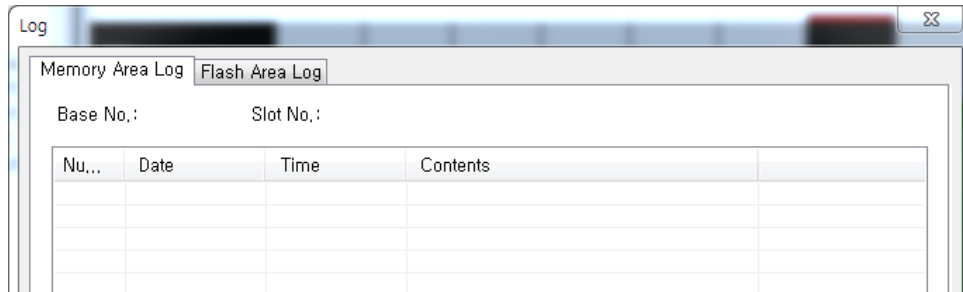 Log
Memory Area Log Flash Area Log
Base No.: Slot No.:
Nu... Date Time Contents